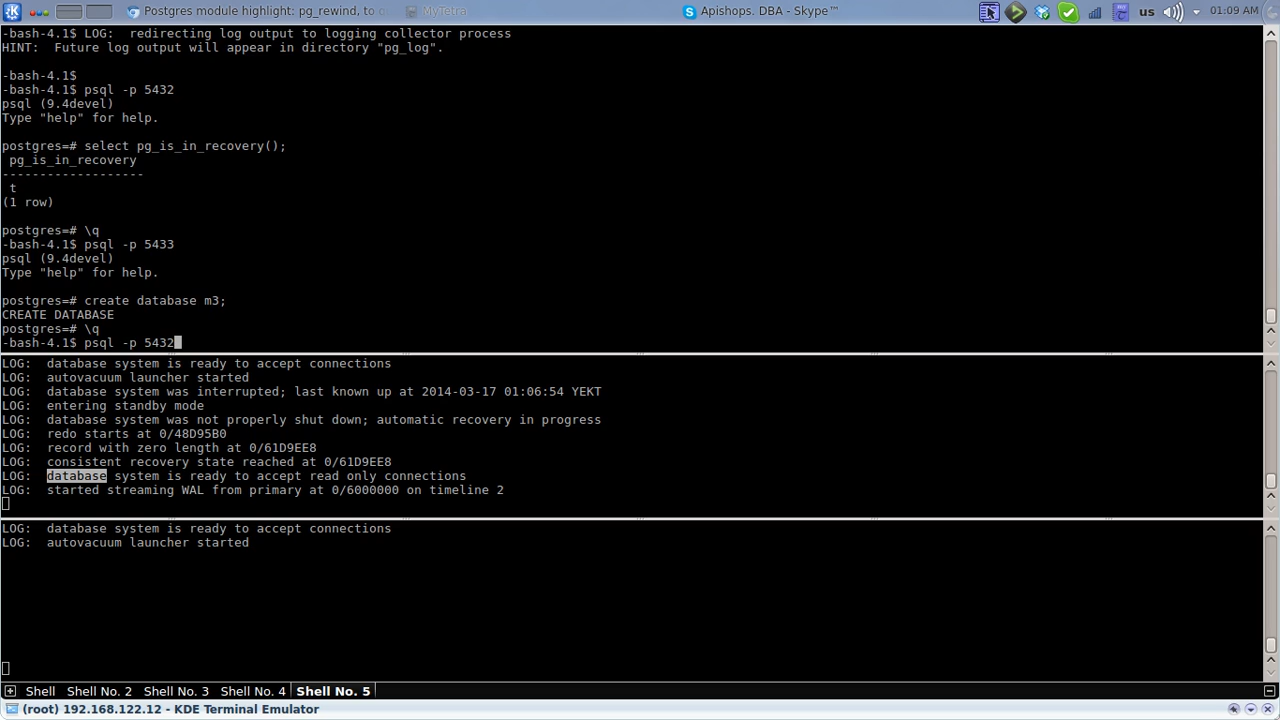 Postgres module highlight: pg_rewind, to
MyTetra
Apishops. DBA - Skype™
us
01:09 AM
-bash-4.1$ LOG:  redirecting log output to logging collector process
HINT:  Future log output will appear in directory "pg_log".
-bash-4.1$
-bash-4.1$ psql -p 5432
psql (9.4devel)
Type "help" for help.
postgres=# select pg_is_in_recovery();
 pg_is_in_recovery
-------------------
 t
(1 row)
postgres=# \q
-bash-4.1$ psql -p 5433
psql (9.4devel)
Type "help" for help.
postgres=# create database m3;
CREATE DATABASE
postgres=# \q
-bash-4.1$ psql -p 5432
LOG:  database system is ready to accept connections
LOG:  autovacuum launcher started
LOG:  database system was interrupted; last known up at 2014-03-17 01:06:54 YEKT
LOG:  entering standby mode
LOG:  database system was not properly shut down; automatic recovery in progress
LOG:  redo starts at 0/48D95B0
LOG:  record with zero length at 0/61D9EE8
LOG:  consistent recovery state reached at 0/61D9EE8
LOG:  database system is ready to accept read only connections
LOG:  started streaming WAL from primary at 0/6000000 on timeline 2
LOG:  database system is ready to accept connections
LOG:  autovacuum launcher started
Shell
Shell No. 2
Shell No. 3
Shell No. 4
Shell No. 5
(root) 192.168.122.12 - KDE Terminal Emulator